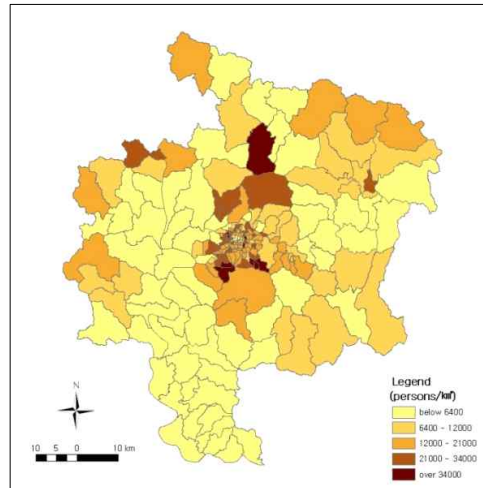 N
10 5 0 10 km
Legend
(persons/㎢)
below 6400
6400 - 12000
12000 - 21000
21000 - 34000
over 34000